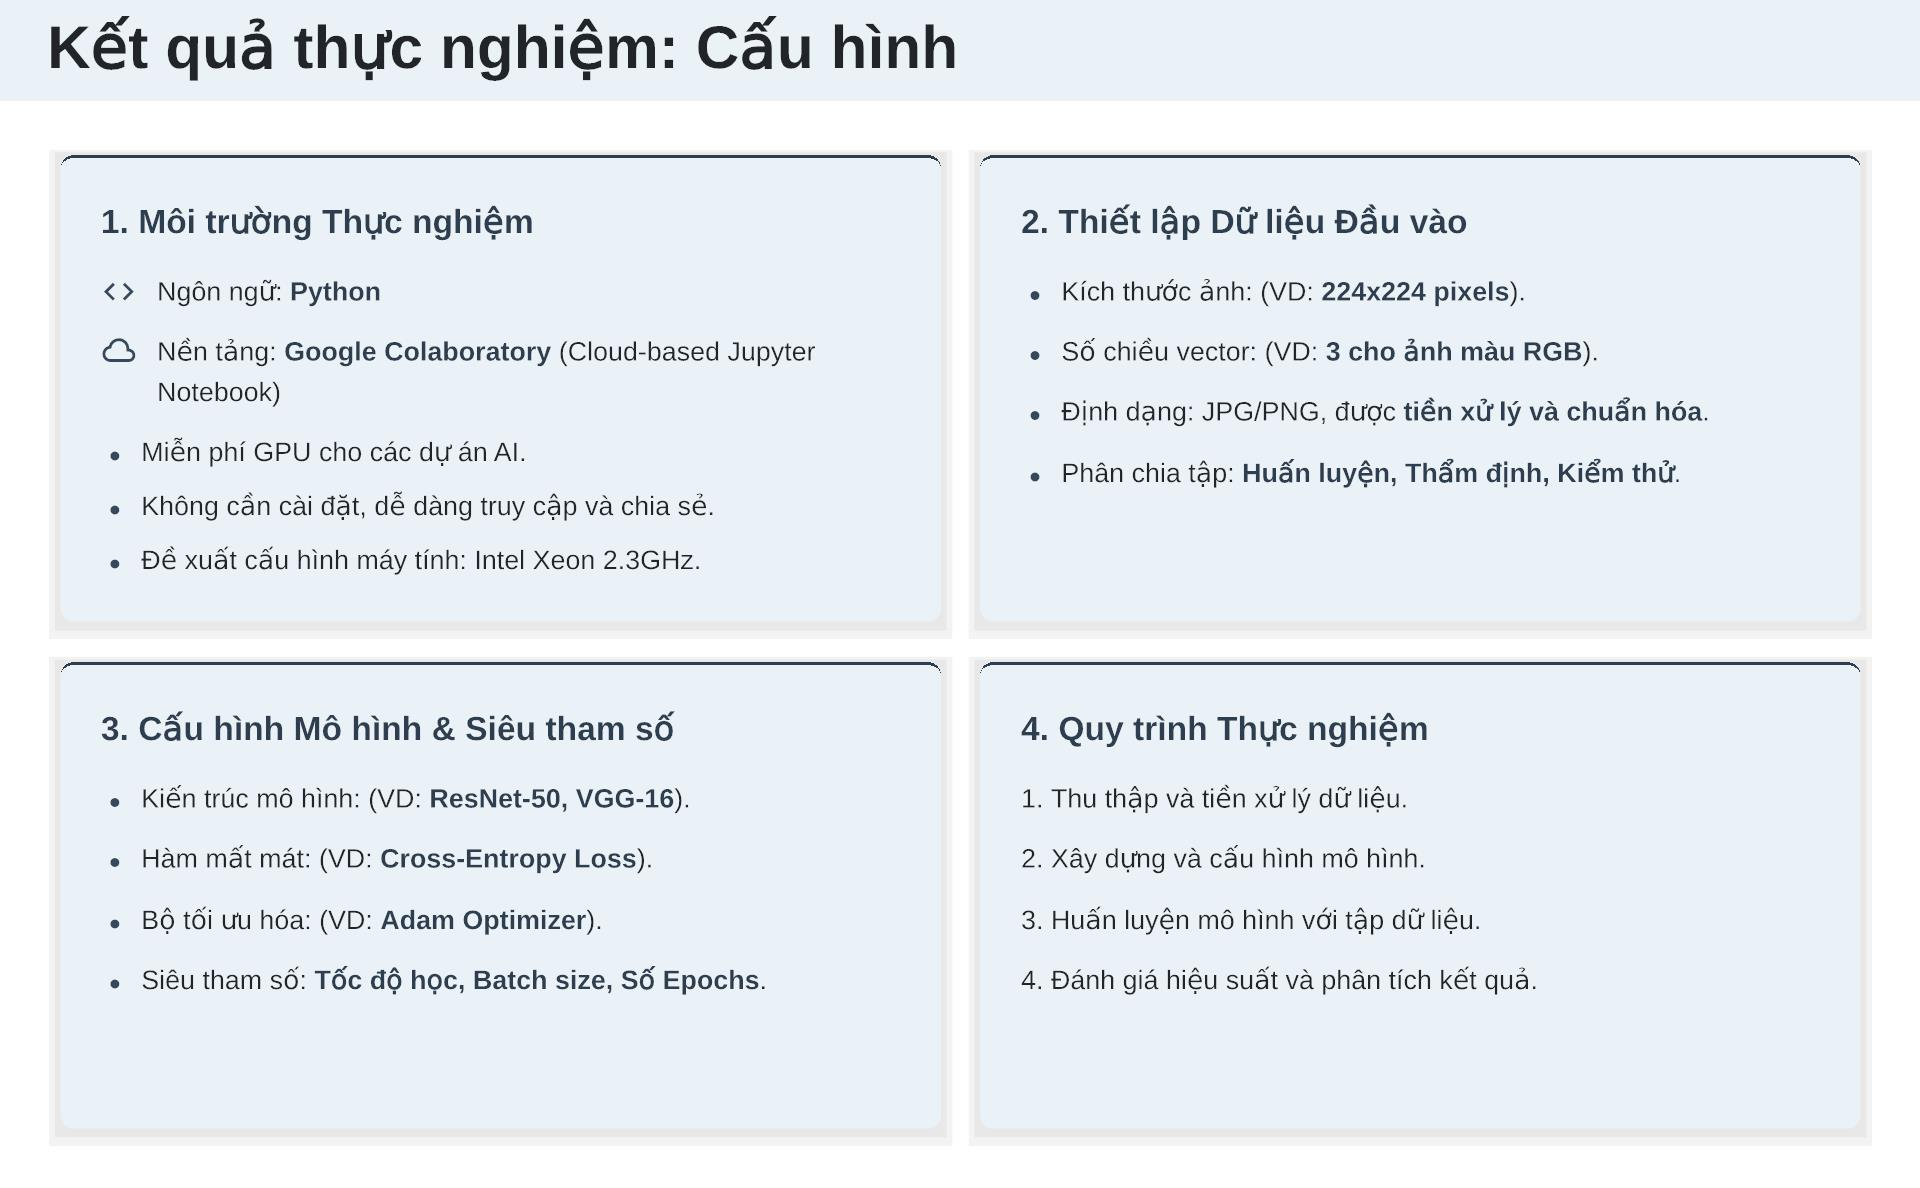 Kết quả thực nghiệm: Cấu hình
1. Môi trường Thực nghiệm
Ngôn ngữ: Python
Nền tảng: Google Colaboratory (Cloud-based Jupyter
Notebook)
• Miễn phí GPU cho các dự án AI.
• Không cần cài đặt, dễ dàng truy cập và chia sẻ.
• Đề xuất cấu hình máy tính: Intel Xeon 2.3GHz.
2. Thiết lập Dữ liệu Đầu vào
• Kích thước ảnh: (VD: 224x224 pixels).
• Số chiều vector: (VD: 3 cho ảnh màu RGB).
• Định dạng: JPG/PNG, được tiền xử lý và chuẩn hóa.
• Phân chia tập: Huấn luyện, Thẩm định, Kiểm thử.
3. Cấu hình Mô hình & Siêu tham số
• Kiến trúc mô hình: (VD: ResNet-50, VGG-16).
• Hàm mất mát: (VD: Cross-Entropy Loss).
• Bộ tối ưu hóa: (VD: Adam Optimizer).
• Siêu tham số: Tốc độ học, Batch size, Số Epochs.
4. Quy trình Thực nghiệm
1. Thu thập và tiền xử lý dữ liệu.
2. Xây dựng và cấu hình mô hình.
3. Huấn luyện mô hình với tập dữ liệu.
4. Đánh giá hiệu suất và phân tích kết quả.